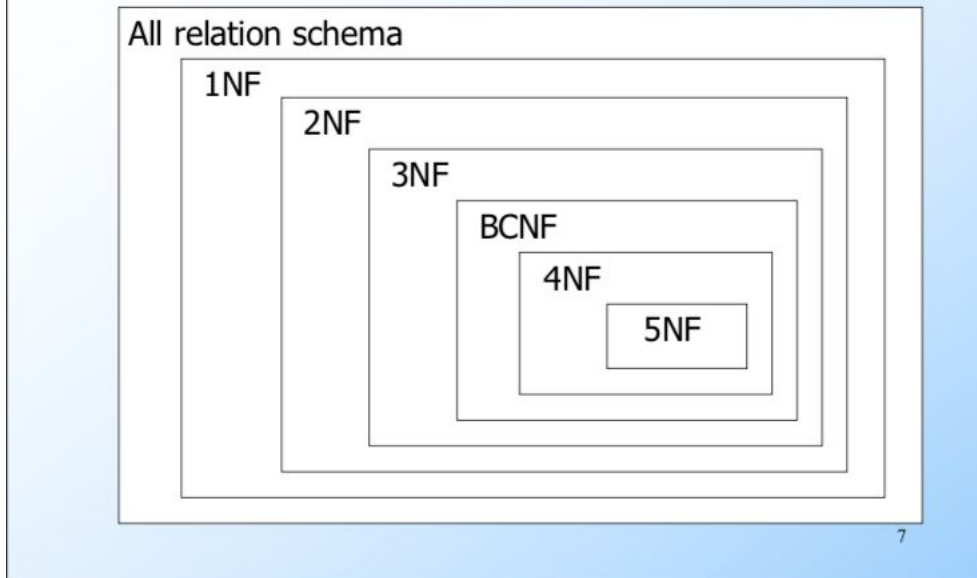 All relation schema
1NF
2NF
3NF
BCNF
4NF
5NF
7